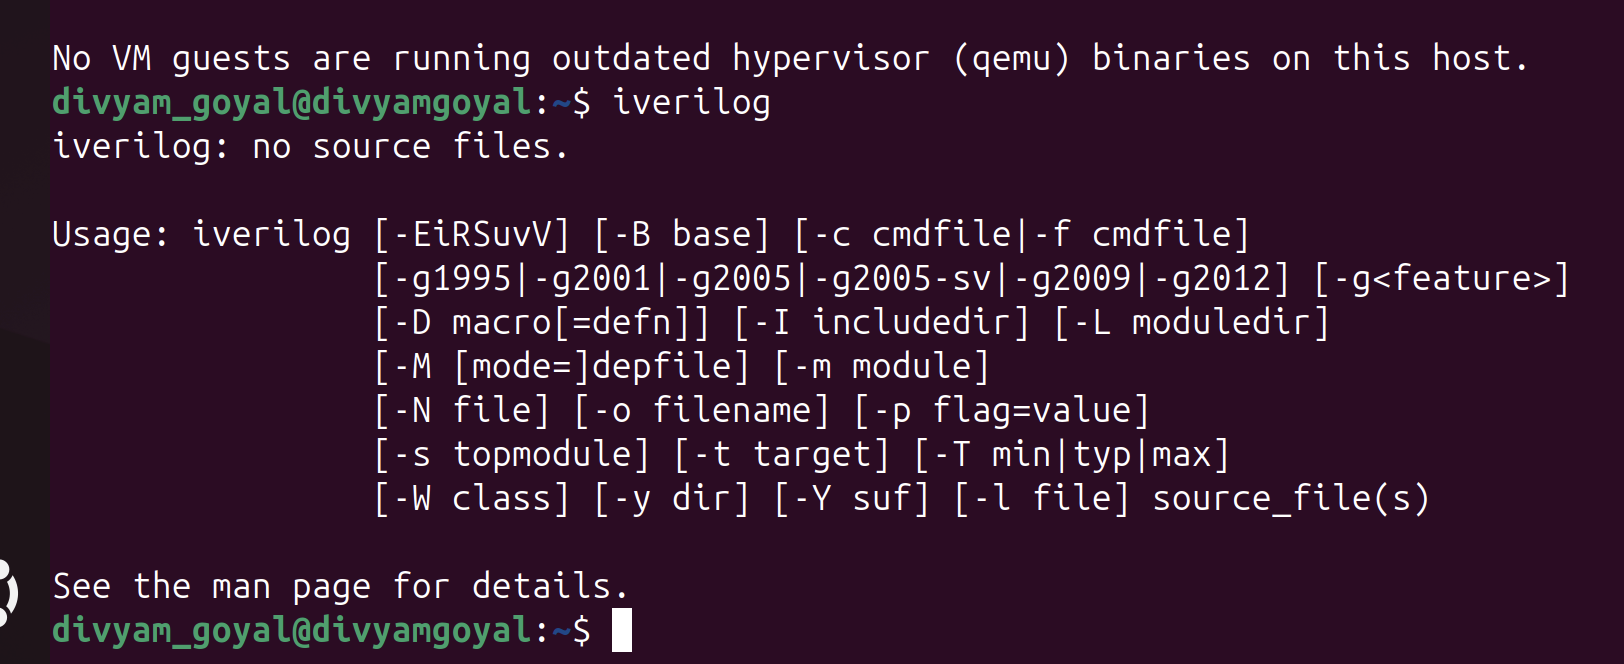 No VM guests are running outdated hypervisor (qemu) binaries on this host.
divyam_goyal@divyamgoyal:~$ iverilog
iverilog: no source files.

Usage: iverilog [-EiRSuvV] [-B base] [-c cmdfile|-f cmdfile]
                [-g1995|-g2001|-g2005|-g2005-sv|-g2009|-g2012] [-g<feature>]
                [-D macro[=defn]] [-I includedir] [-L moduledir]
                [-M [mode=]depfile] [-m module]
                [-N file] [-o filename] [-p flag=value]
                [-s topmodule] [-t target] [-T min|typ|max]
                [-W class] [-y dir] [-Y suf] [-l file] source_file(s)

See the man page for details.
divyam_goyal@divyamgoyal:~$